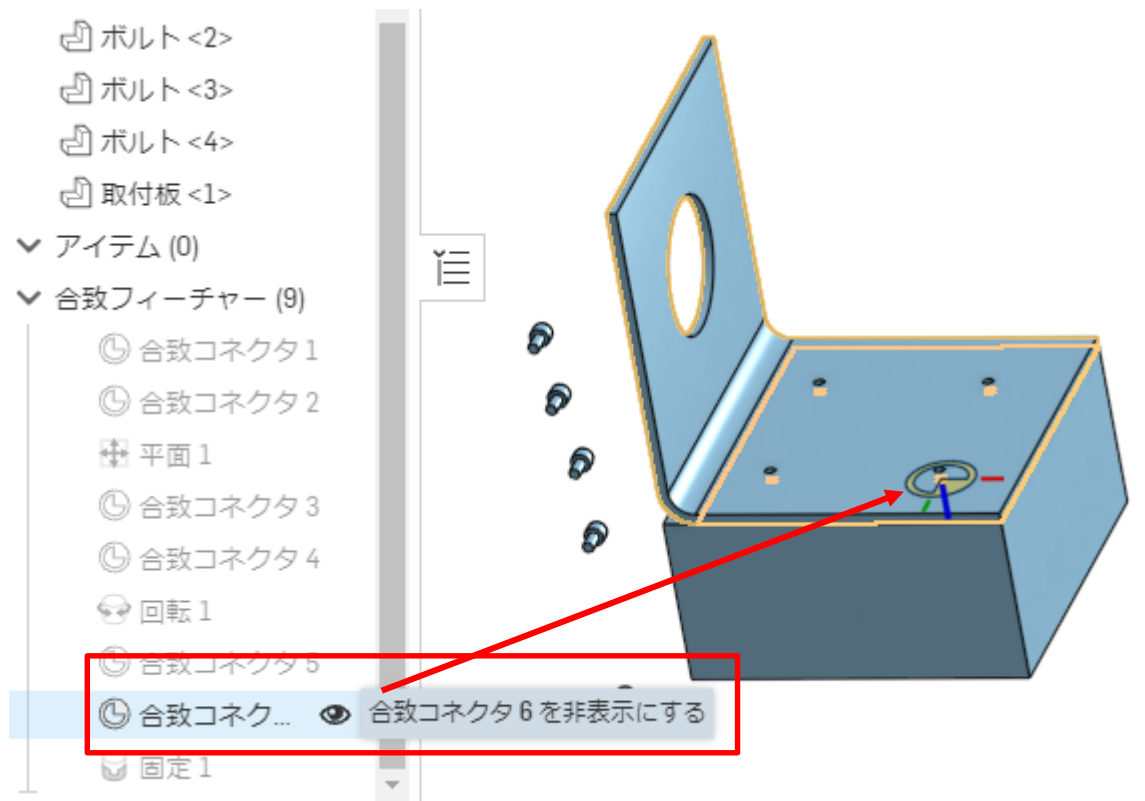 ボルト <2>
ボルト <3>
ボルト <4>
取付板 <1>
アイテム (0)
合致フィーチャー (9)
合致コネクタ 1
合致コネクタ 2
平面 1
合致コネクタ 3
合致コネクタ 4
回転 1
合致コネクタ 5
合致コネク... 合致コネクタ 6 を非表示にする
固定 1